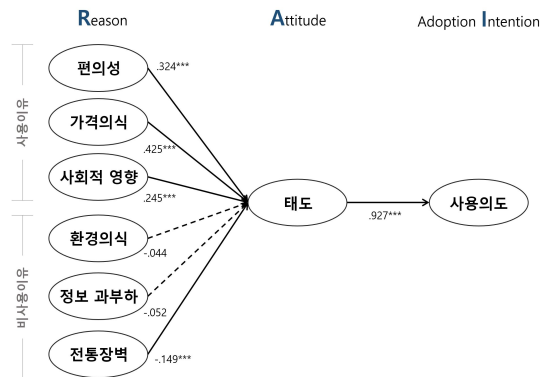 Reason
Attitude
Adoption Intention
사용이유
편의성
.324***
가격의식
.425***
사회적 영향
.245***
태도
.927***
사용의도
비사용이유
환경의식
-.044
정보 과부하
-.052
전통장벽
-.149***